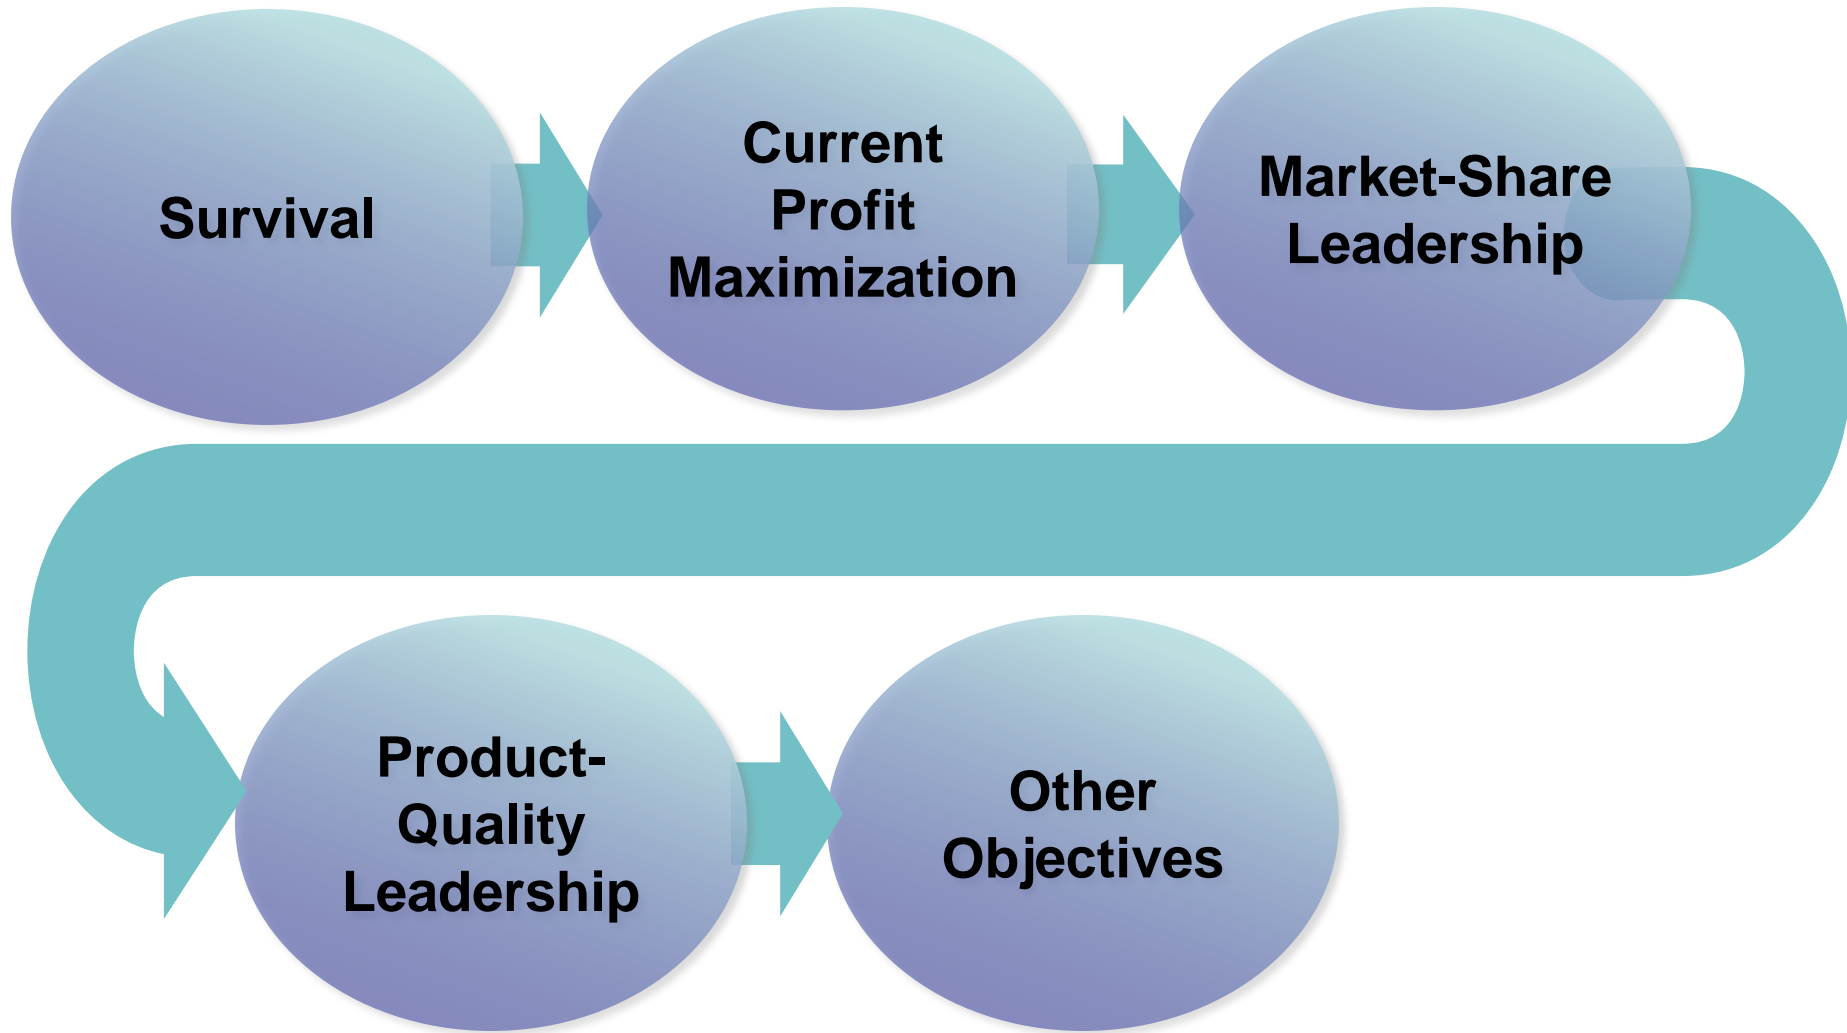 Survival
Current
Profit
Maximization
Market-Share
Leadership
Product-
Quality
Leadership
Other
Objectives